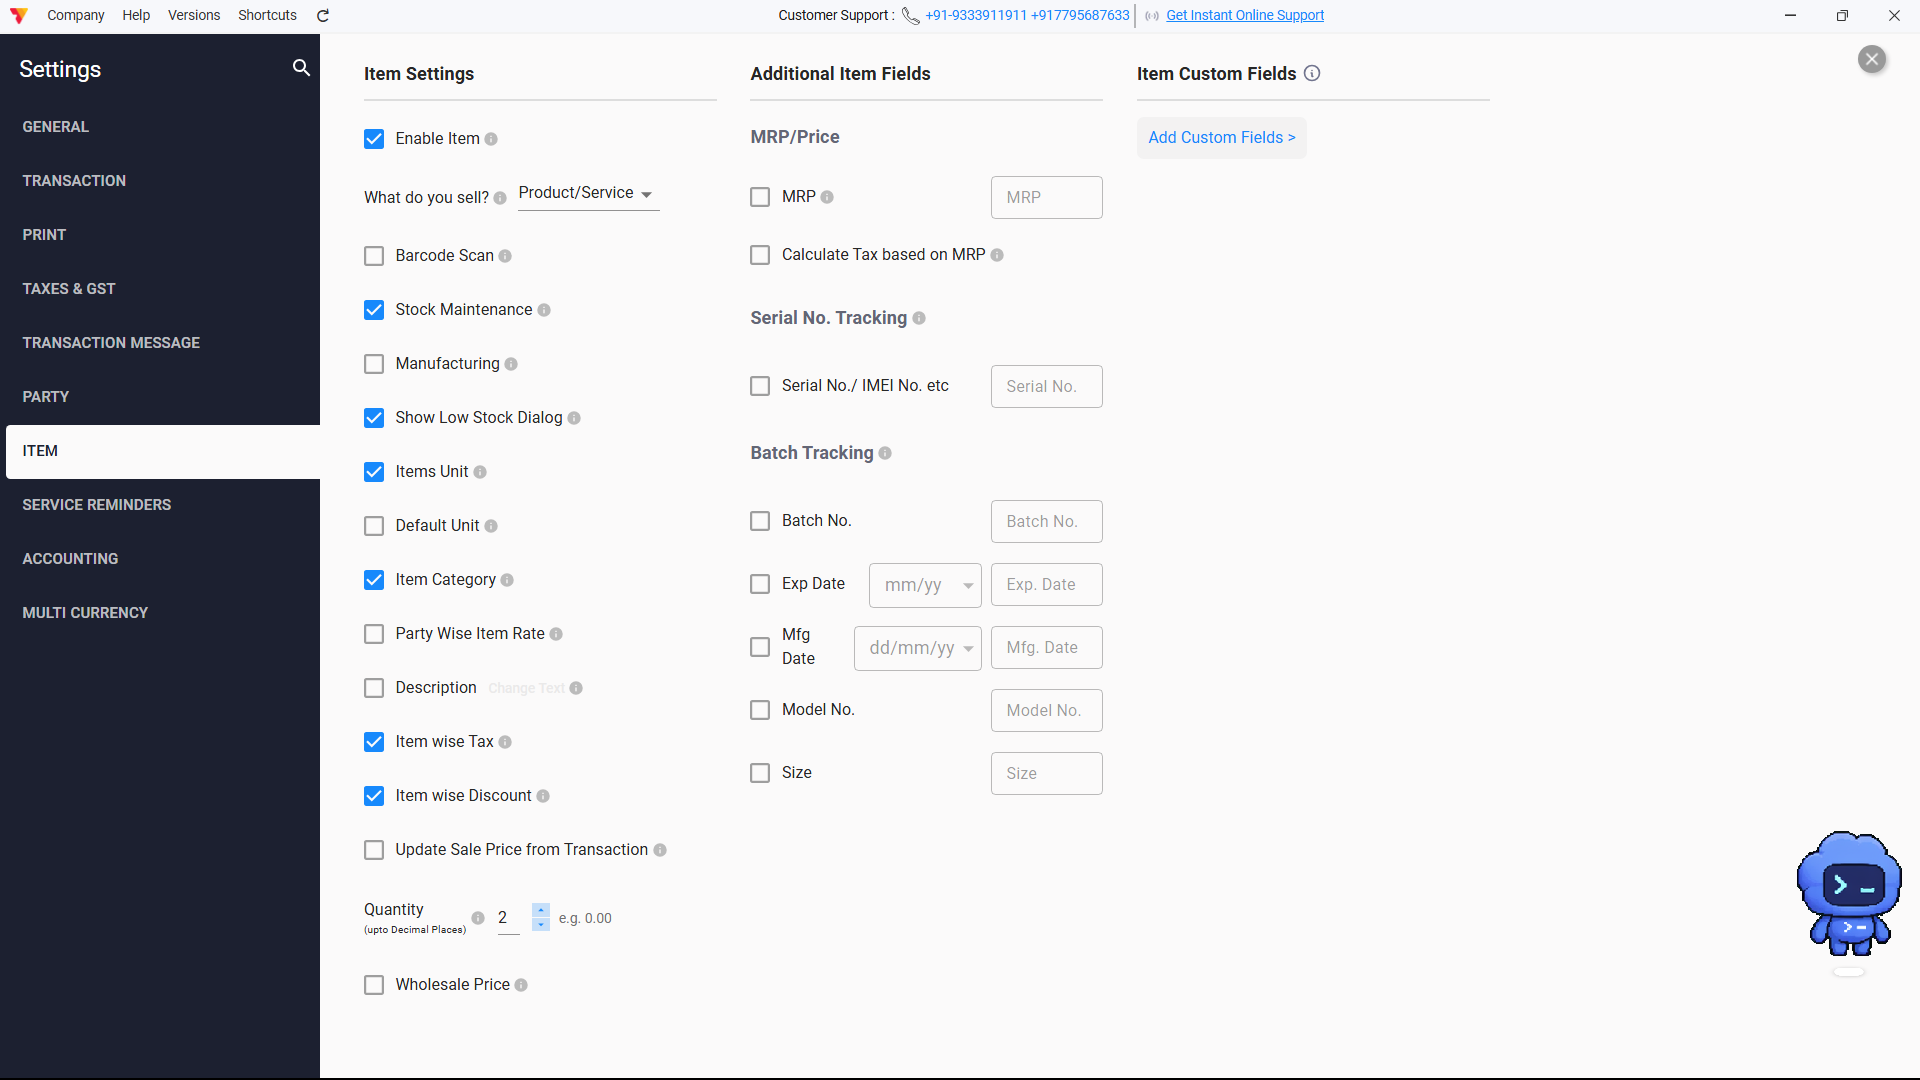 Company Help Versions Shortcuts
Customer Support : +91-9333911911 +917795687633 Get Instant Online Support
Settings
GENERAL
TRANSACTION
PRINT
TAXES & GST
TRANSACTION MESSAGE
PARTY
ITEM
SERVICE REMINDERS
ACCOUNTING
MULTI CURRENCY
Item Settings
Enable Item
What do you sell? Product/Service
Barcode Scan
Stock Maintenance
Manufacturing
Show Low Stock Dialog
Items Unit
Default Unit
Item Category
Party Wise Item Rate
Description Change Text
Item wise Tax
Item wise Discount
Update Sale Price from Transaction
Quantity
(upto Decimal Places)
2
e.g. 0.00
Wholesale Price
Additional Item Fields
MRP/Price
MRP MRP
Calculate Tax based on MRP
Serial No. Tracking
Serial No./ IMEI No. etc Serial No.
Batch Tracking
Batch No. Batch No.
Exp Date mm/yy Exp. Date
Mfg
Date
dd/mm/yy Mfg. Date
Model No. Model No.
Size Size
Item Custom Fields
Add Custom Fields >